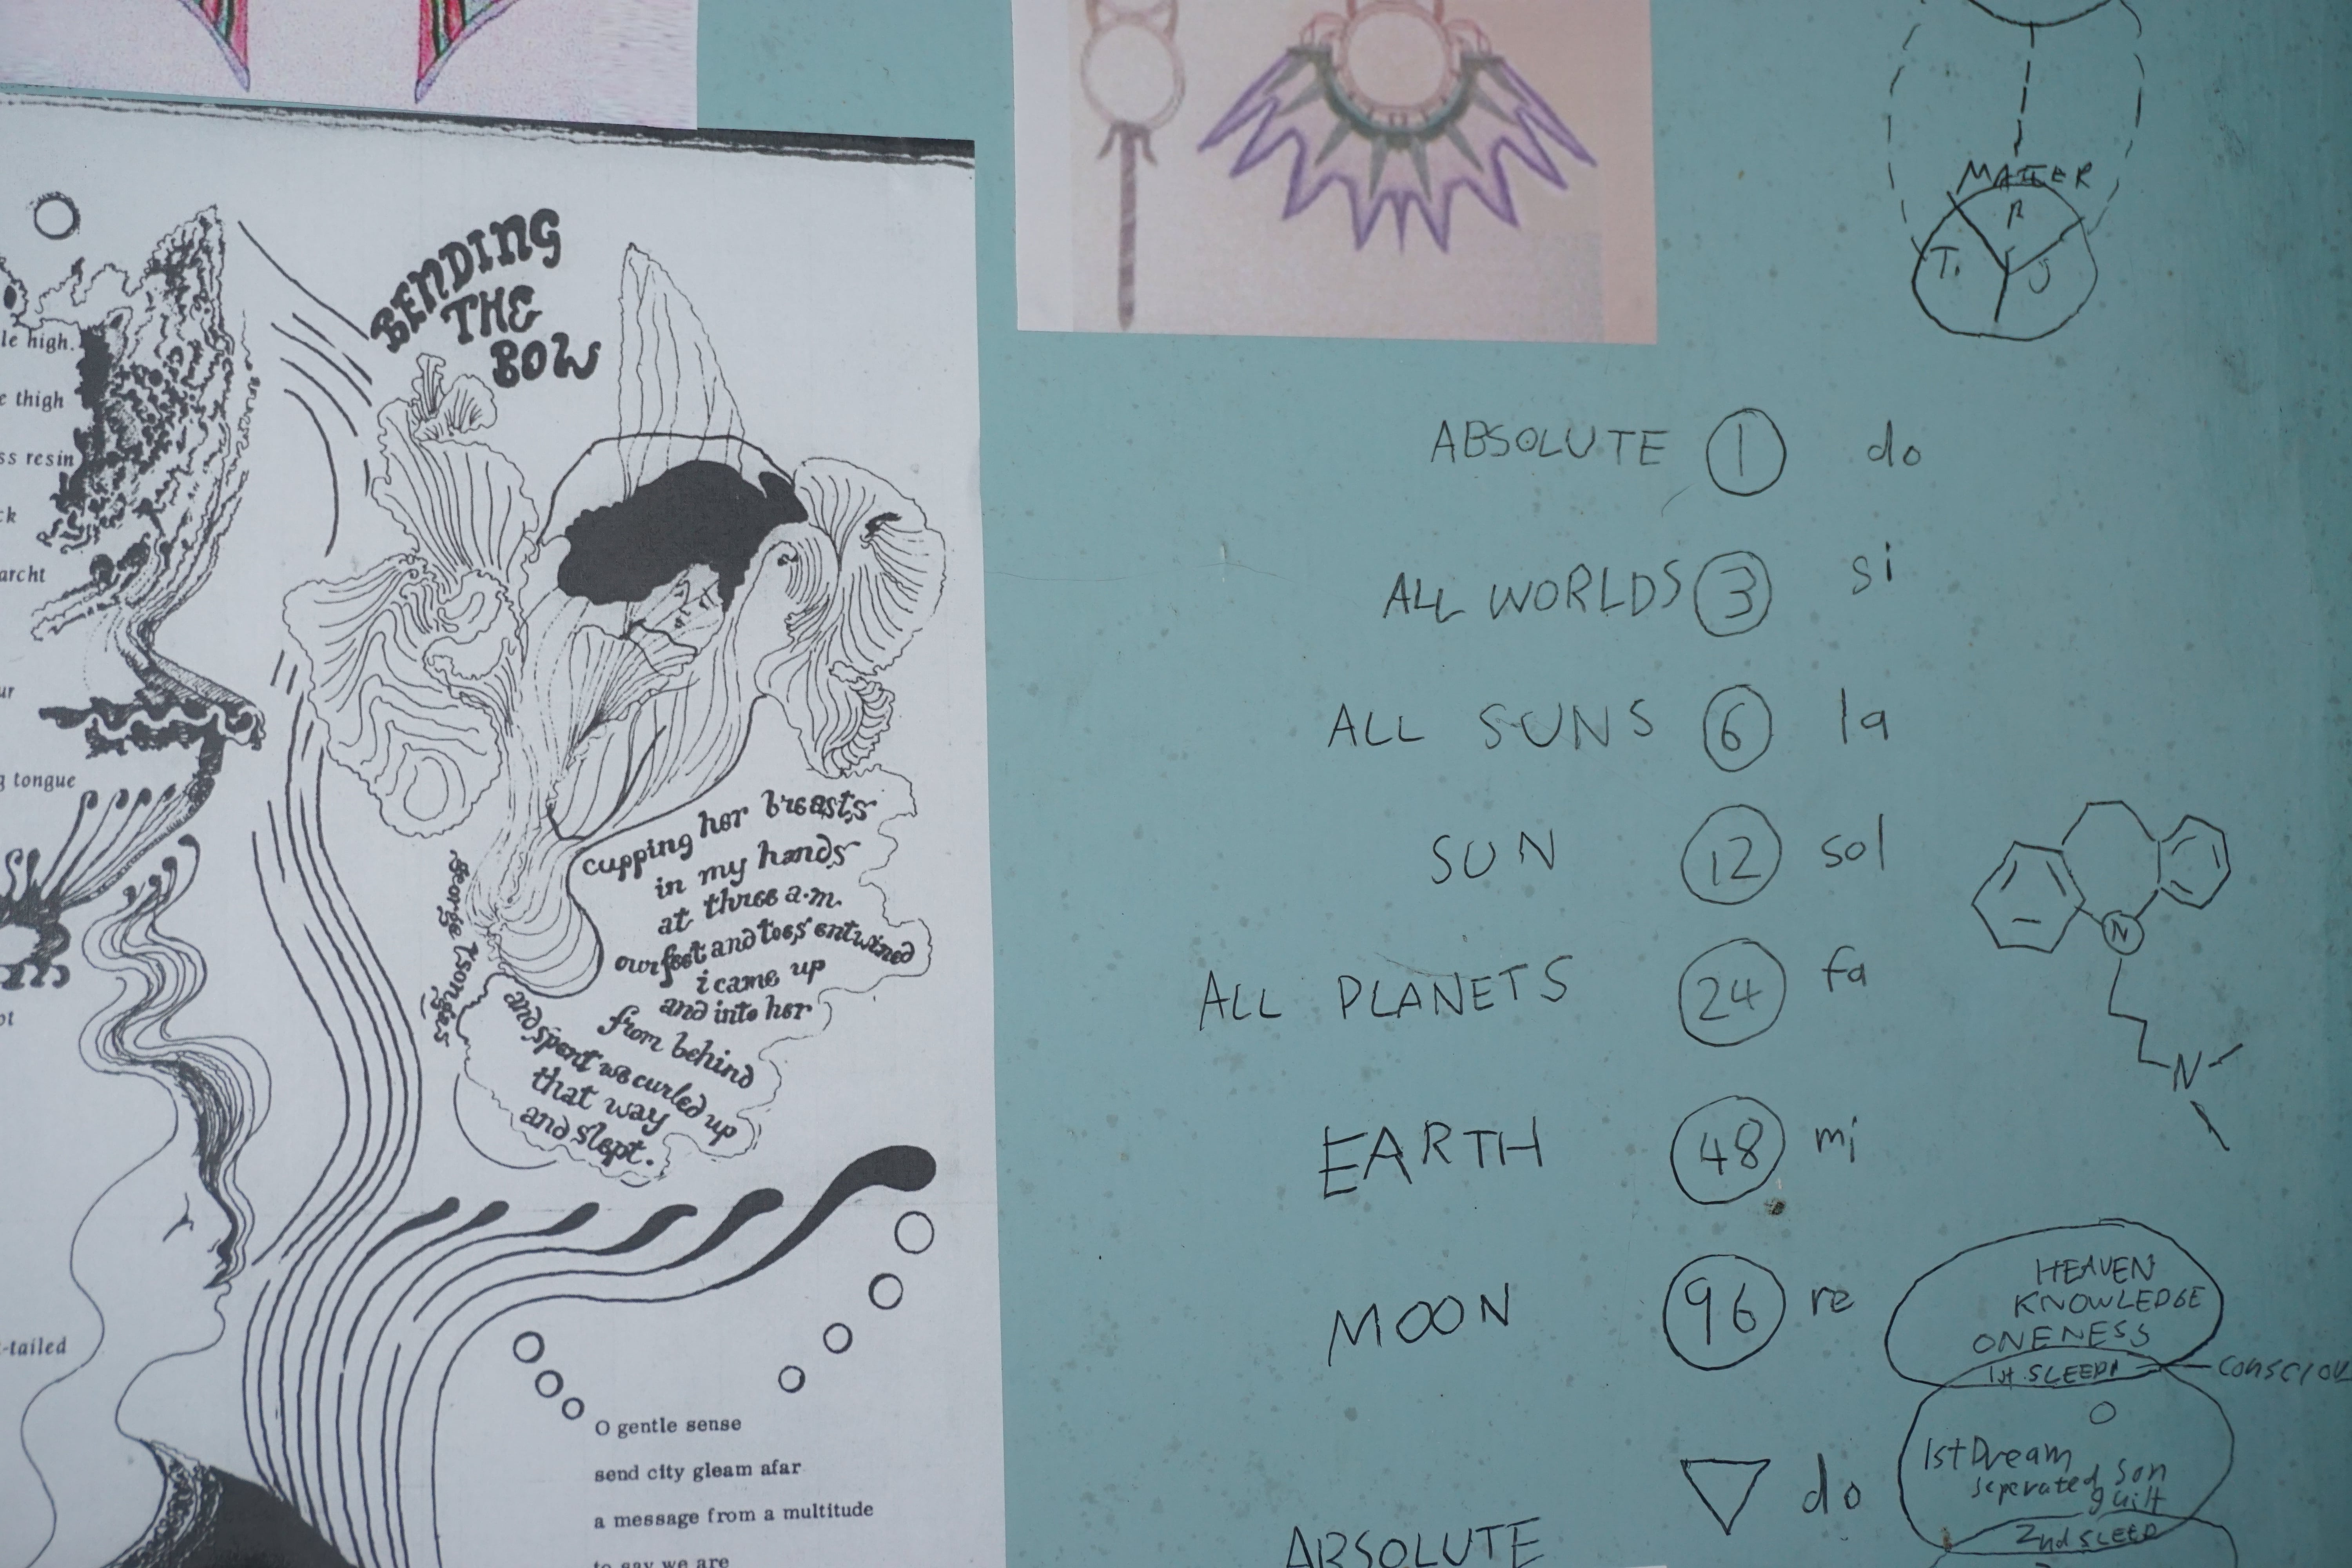 le high.
e thigh
ss resin
ck
archt
ur
g tongue
ot
-tailed
BENDING
THE
BOW
cupping her breasts
in my hands
at three a.m.
our feet and toes entwined
i came up
and into her
from behind
and spent we curled up
that way
and slept.
george tsongas
O gentle sense
send city gleam afar
a message from a multitude
to say we are
MATTER
T. J
ABSOLUTE 1 do
ALL WORLDS 3 si
ALL SUNS 6 la
SUN 12 sol
ALL PLANETS 24 fa
EARTH 48 mi
MOON 96 re
do
ABSOLUTE
N
N
HEAVEN
KNOWLEDGE
ONENESS
1st SLEEP
CONSCIOU
1st Dream
seperated son
guilt
2nd SLEEP